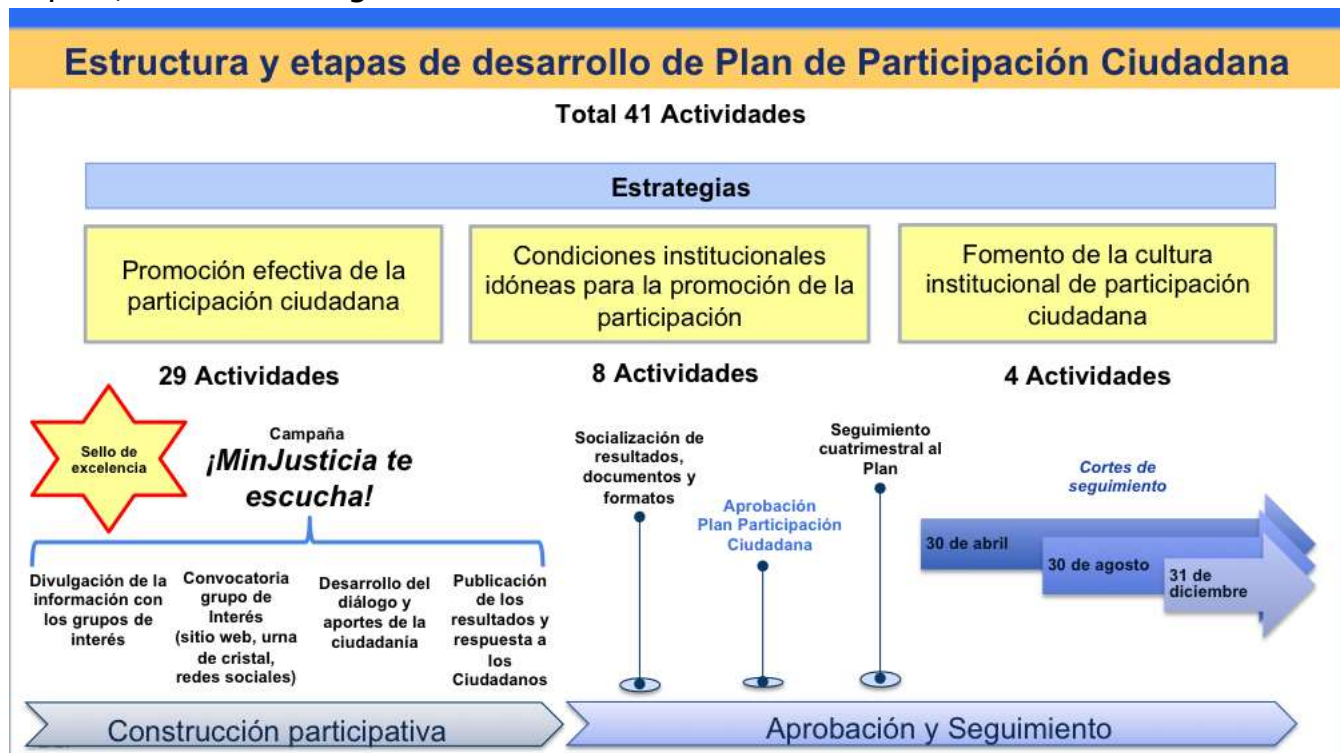 Estructura y etapas de desarrollo de Plan de Participación Ciudadana
Total 41 Actividades
Estrategias
Promoción efectiva de la
participación ciudadana
Condiciones institucionales
idóneas para la promoción de la
participación
Fomento de la cultura
institucional de participación
ciudadana
29 Actividades
8 Actividades
4 Actividades
Sello de
excelencia
Campaña
¡MinJusticia te
escucha!
Divulgación de la
información con
los grupos de
interés
Convocatoria
grupo de
Interés
(sitio web, urna
de cristal,
redes sociales)
Desarrollo del
diálogo y
aportes de la
ciudadanía
Publicación
de los
resultados y
respuesta a
los
Ciudadanos
Socialización de
resultados,
documentos y
formatos
Aprobación
Plan Participación
Ciudadana
Seguimiento
cuatrimestral al
Plan
Cortes de
seguimiento
30 de abril
30 de agosto
31 de
diciembre
Construcción participativa
Aprobación y Seguimiento